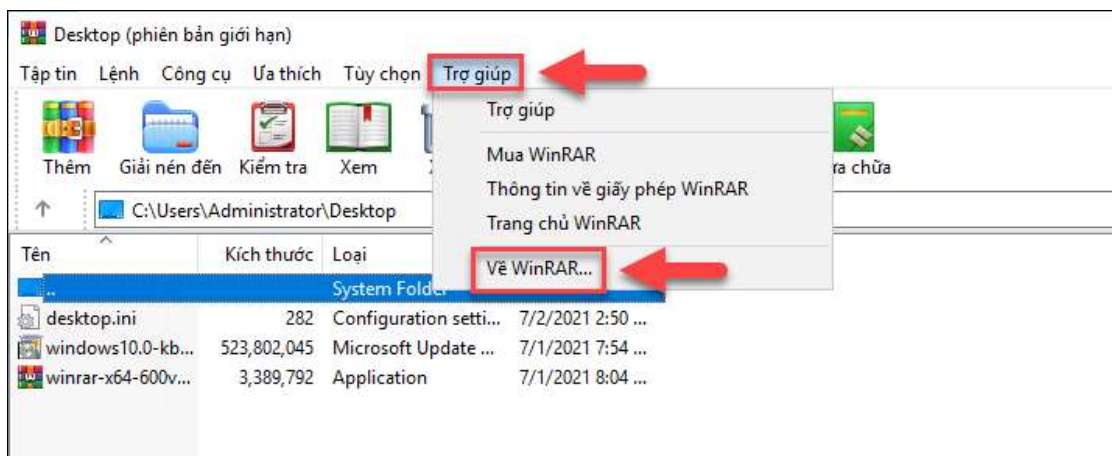 Desktop (phiên bản giới hạn)
Tập tin Lệnh Công cụ Ưa thích Tùy chọn Trợ giúp
Trợ giúp
Mua WinRAR
Thông tin về giấy phép WinRAR
Trang chủ WinRAR
Về WinRAR...
Thêm Giải nén đến Kiểm tra Xem chữa
C:\Users\Administrator\Desktop
Tên Kích thước Loại
.. System Folder
desktop.ini 282 Configuration setti... 7/2/2021 2:50 ...
windows10.0-kb... 523,802,045 Microsoft Update ... 7/1/2021 7:54 ...
winrar-x64-600v... 3,389,792 Application 7/1/2021 8:04 ...